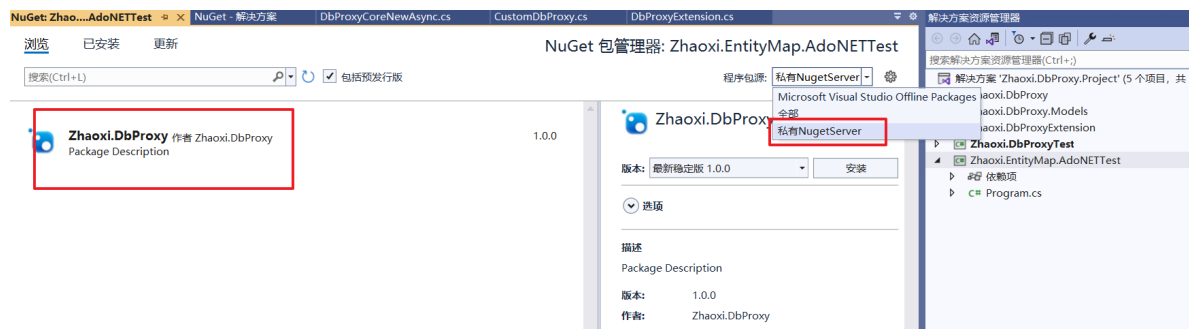 NuGet: Zhao....AdoNETTest
NuGet - 解决方案
DbProxyCoreNewAsync.cs
CustomDbProxy.cs
DbProxyExtension.cs
浏览 已安装 更新
NuGet 包管理器: Zhaoxi.EntityMap.AdoNETTest
搜索(Ctrl+L)
包括预发行版
程序包源: 私有NugetServer
Microsoft Visual Studio Offline Packages
全部
私有NugetServer
Zhaoxi.DbProxy 作者 Zhaoxi.DbProxy
1.0.0
Package Description
Zhaoxi.DbProxy
版本: 最新稳定版 1.0.0
安装
选项
描述
Package Description
版本: 1.0.0
作者: Zhaoxi.DbProxy
解决方案资源管理器
搜索解决方案资源管理器(Ctrl+;)
解决方案 'Zhaoxi.DbProxy.Project' (5 个项目, 共
aoxi.DbProxy
aoxi.DbProxy.Models
aoxi.DbProxyExtension
C# Zhaoxi.DbProxyTest
C# Zhaoxi.EntityMap.AdoNETTest
依赖项
C# Program.cs